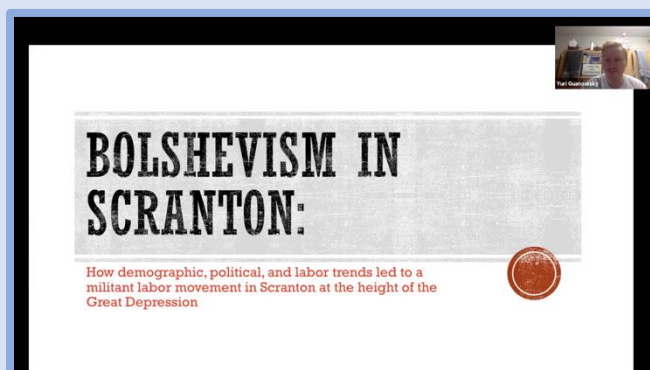 Yuri Guanowsky
BOLSHEVISM IN
SCRANTON:
How demographic, political, and labor trends led to a
militant labor movement in Scranton at the height of the
Great Depression